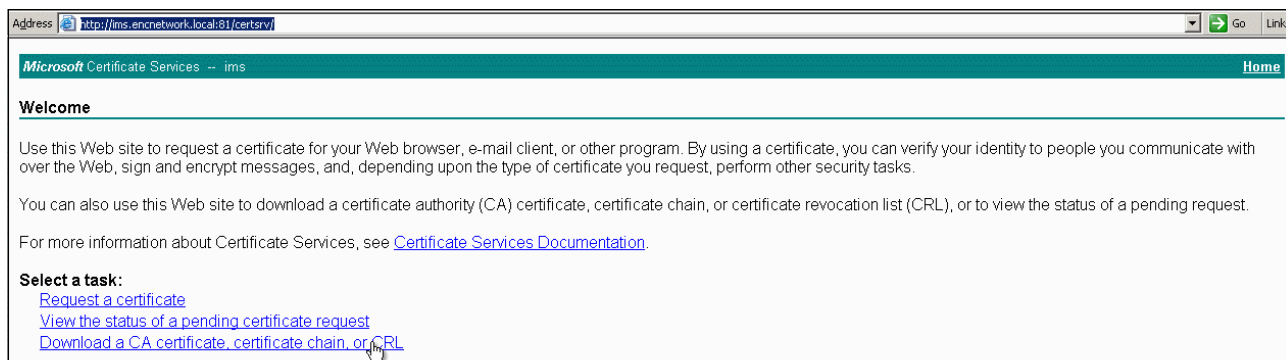 Address http://ims.encnetwork.local:81/certsrv/ Go Link
Microsoft Certificate Services -- ims Home
Welcome
Use this Web site to request a certificate for your Web browser, e-mail client, or other program. By using a certificate, you can verify your identity to people you communicate with
over the Web, sign and encrypt messages, and, depending upon the type of certificate you request, perform other security tasks.
You can also use this Web site to download a certificate authority (CA) certificate, certificate chain, or certificate revocation list (CRL), or to view the status of a pending request.
For more information about Certificate Services, see Certificate Services Documentation.
Select a task:
Request a certificate
View the status of a pending certificate request
Download a CA certificate, certificate chain, or CRL